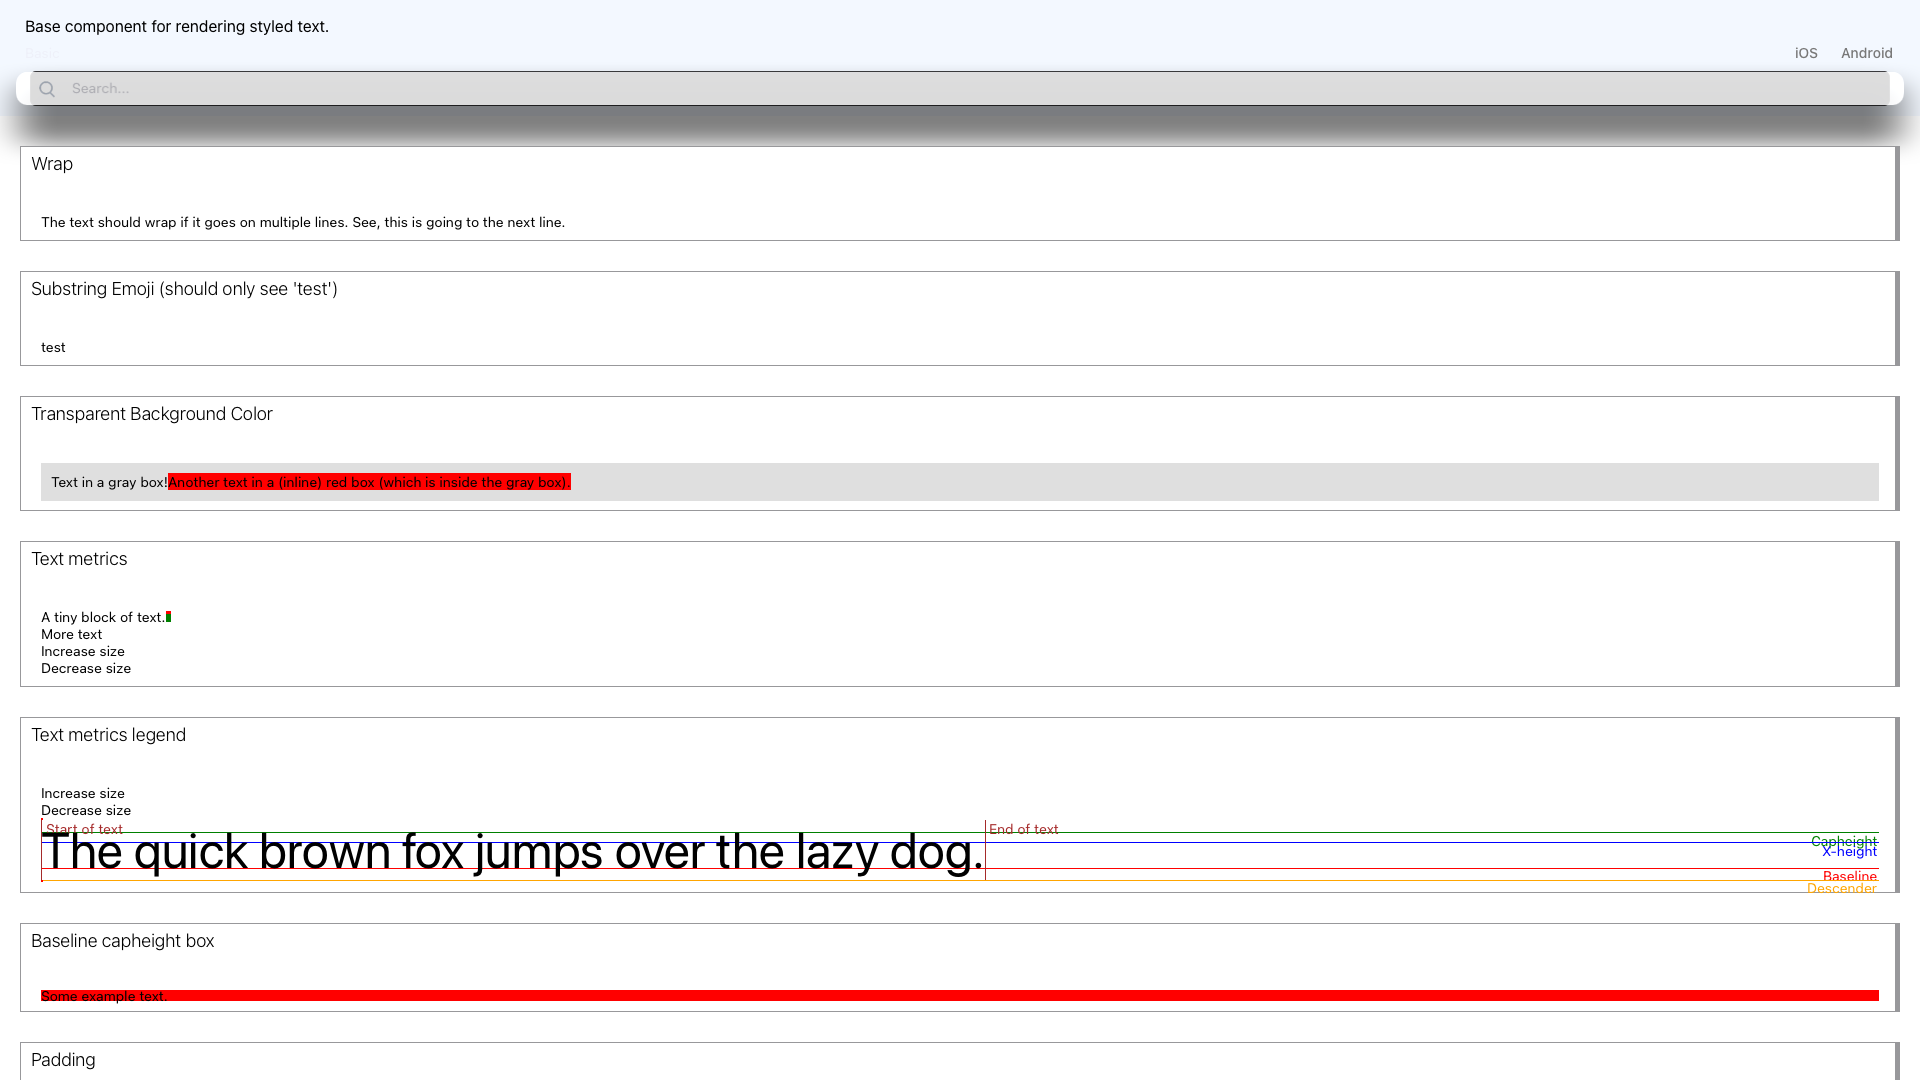 Base component for rendering styled text.
iOS Android
Search...
Wrap
The text should wrap if it goes on multiple lines. See, this is going to the next line.
Substring Emoji (should only see 'test')
test
Transparent Background Color
Text in a gray box!Another text in a (inline) red box (which is inside the gray box).
Text metrics
A tiny block of text.
More text
Increase size
Decrease size
Text metrics legend
Increase size
Decrease size
Start of text
End of text
The quick brown fox jumps over the lazy dog.
Capheight
X-height
Baseline
Descender
Baseline capheight box
Some example text.
Padding